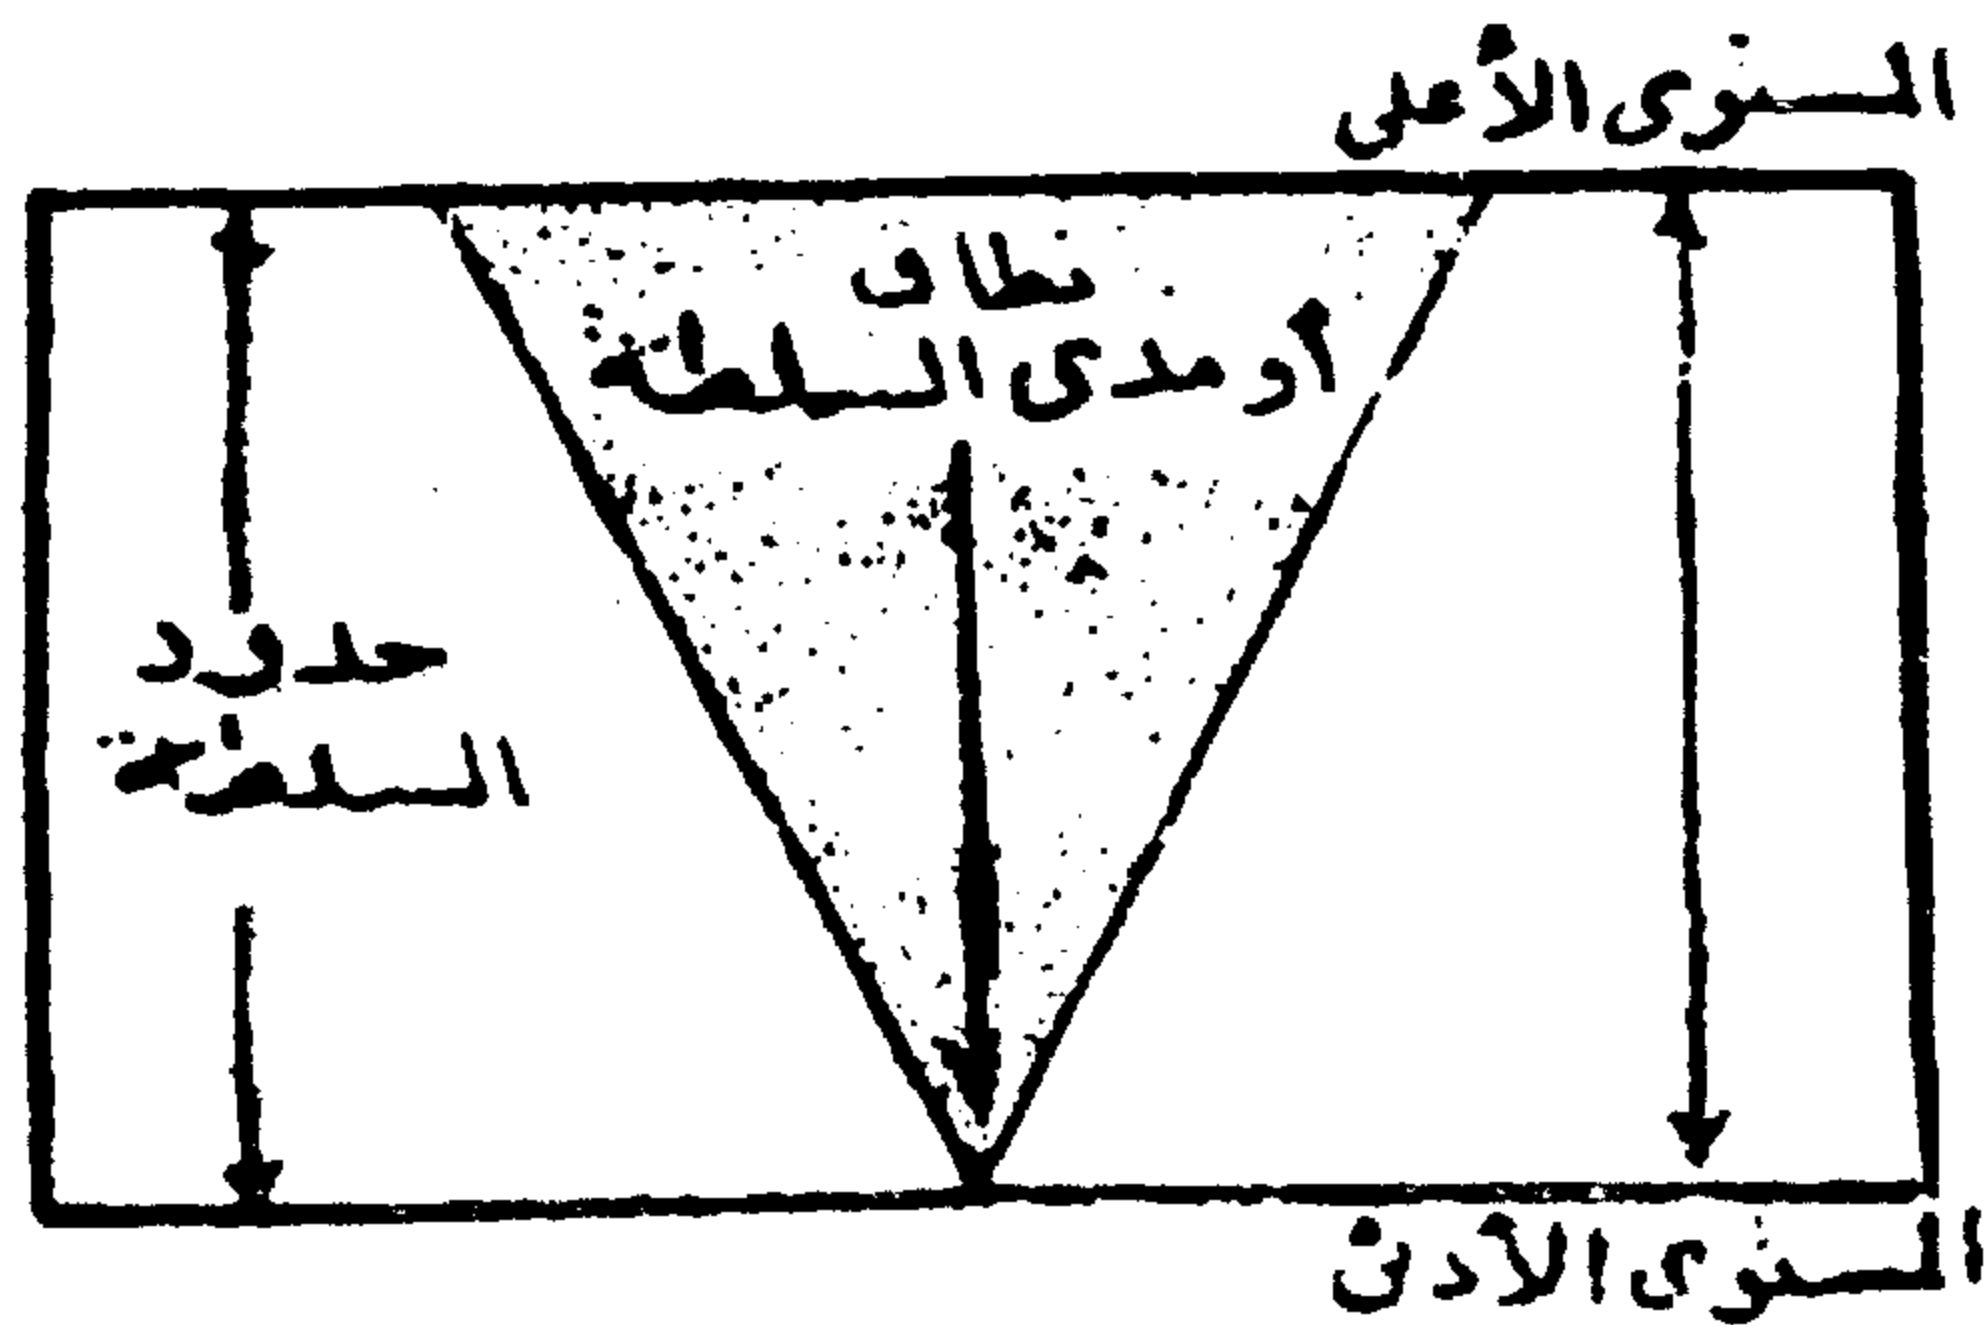 المستوى الأعلى
نطاق
أو مدى السلطة
حدود
السلطة
المستوى الأدنى